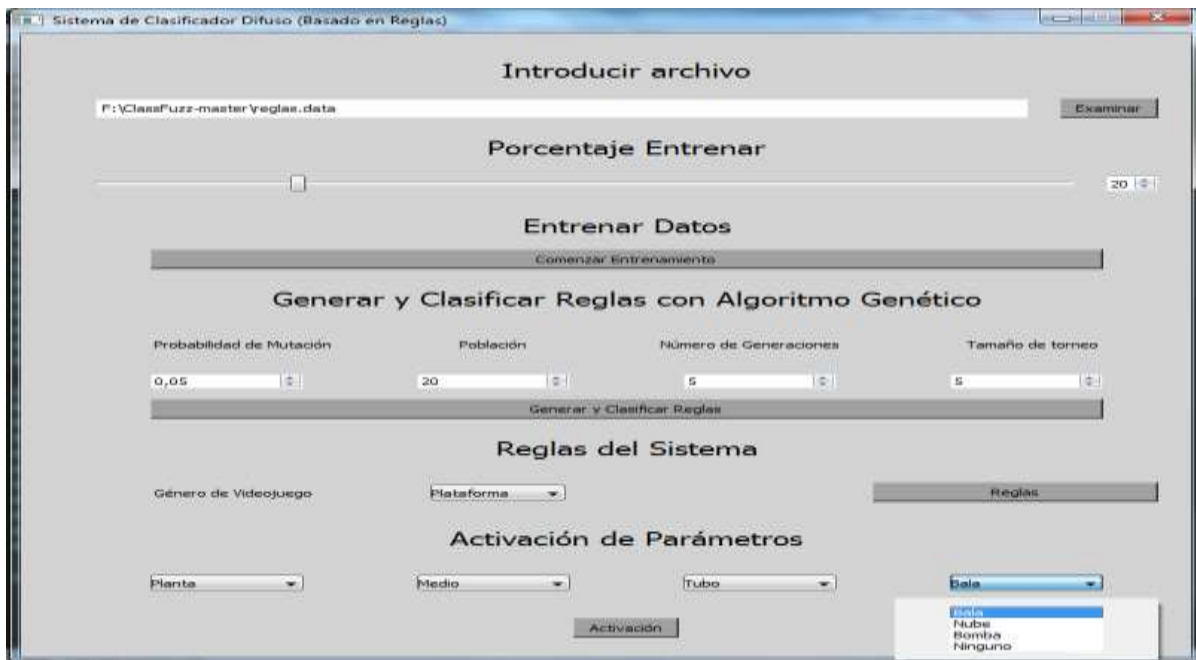 Sistema de Clasificador Difuso (Basado en Reglas)
Introducir archivo
F:\ClassFuzz-master\reglas.data
Examinar
Porcentaje Entrenar
20
Entrenar Datos
Comenzar Entrenamiento
Generar y Clasificar Reglas con Algoritmo Genético
Probabilidad de Mutación Población Número de Generaciones Tamaño de torneo
0,05 20 5 5
Generar y Clasificar Reglas
Reglas del Sistema
Género de Videojuego Plataforma Reglas
Activación de Parámetros
Planta Medio Tubo Bala
Bala
Nube
Bomba
Ninguno
Activación